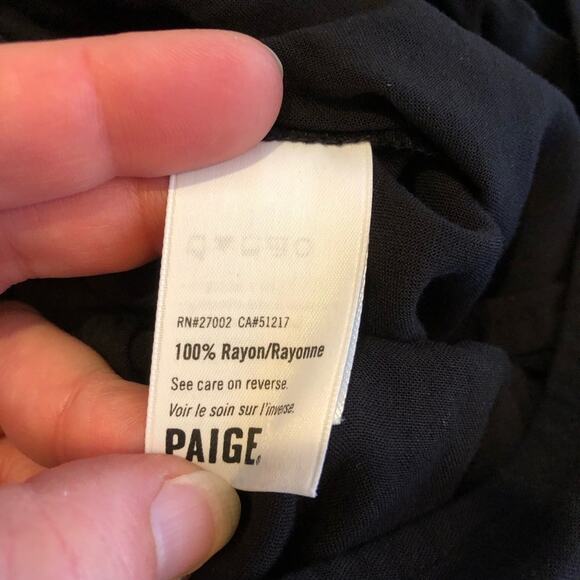 RN#27002 CA#51217
100% Rayon/Rayonne
See care on reverse.
Voir le soin sur l'inverse.
PAIGE®